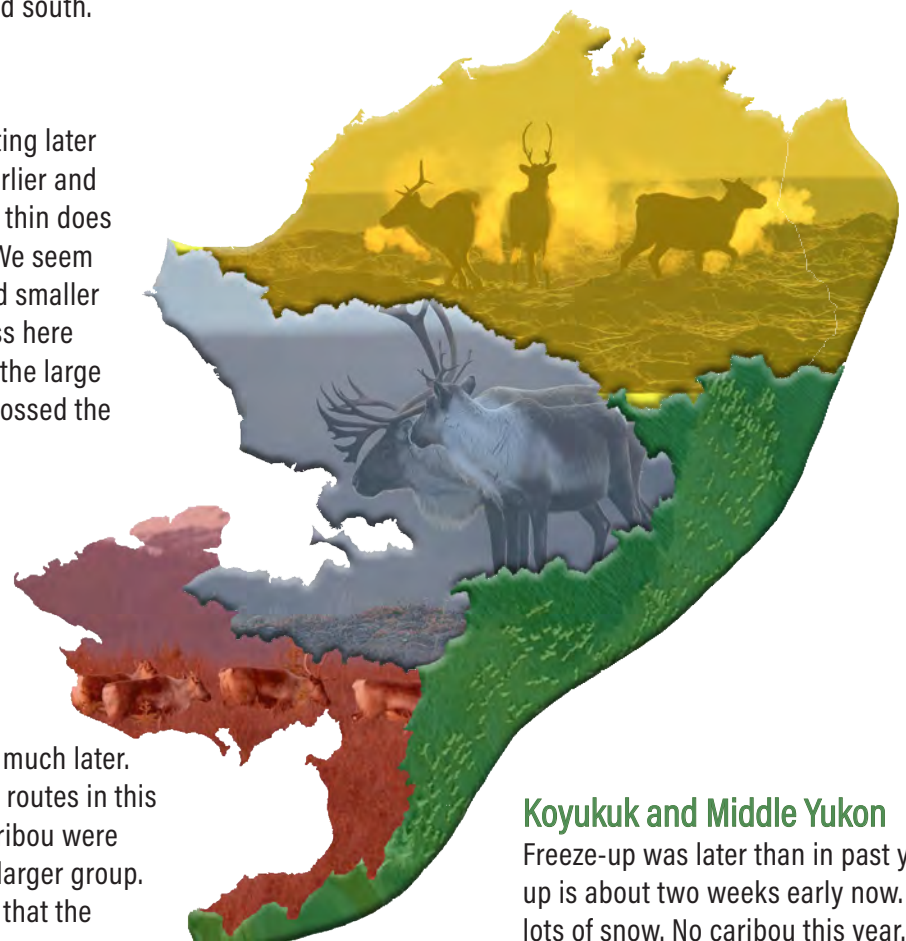 d south.
ting later
rlier and
thin does
We seem
d smaller
ss here
the large
ossed the
much later.
routes in this
ribou were
larger group.
that the
Koyukuk and Middle Yukon
Freeze-up was later than in past y
up is about two weeks early now.
lots of snow. No caribou this year.